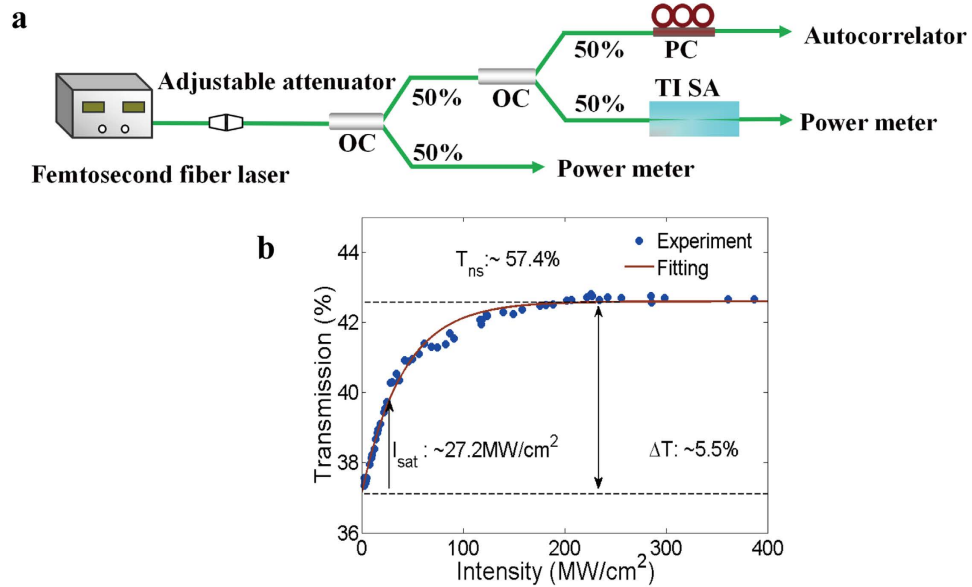 a
50%
PC
Autocorrelator
Adjustable attenuator
50%
OC
50%
TI SA
Power meter
OC
50%
Power meter
Femtosecond fiber laser
b
44
42
40
38
36
Transmission (%)
T_ns:~ 57.4%
Experiment
Fitting
I_sat : ~27.2MW/cm²
ΔT: ~5.5%
0
100
200
300
400
Intensity (MW/cm²)